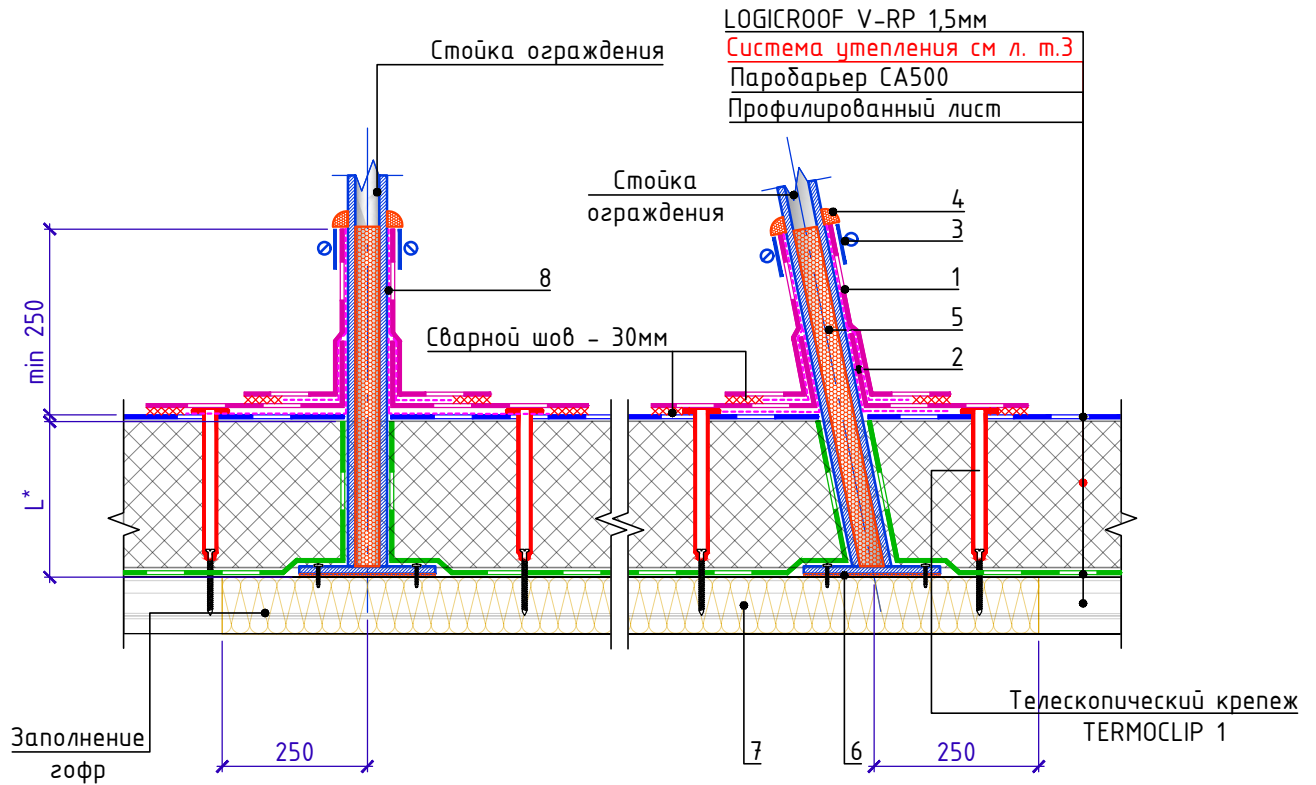 LOGICROOF V-RP 1,5мм
Система утепления см л. т.3
Паробарьер СА500
Профилированный лист
Стойка ограждения
Стойка
ограждения
4
3
1
5
2
8
min 250
Сварной шов - 30мм
L*
Телескопический крепеж
TERMOCLIP 1
Заполнение
гофр
250
7
6
250